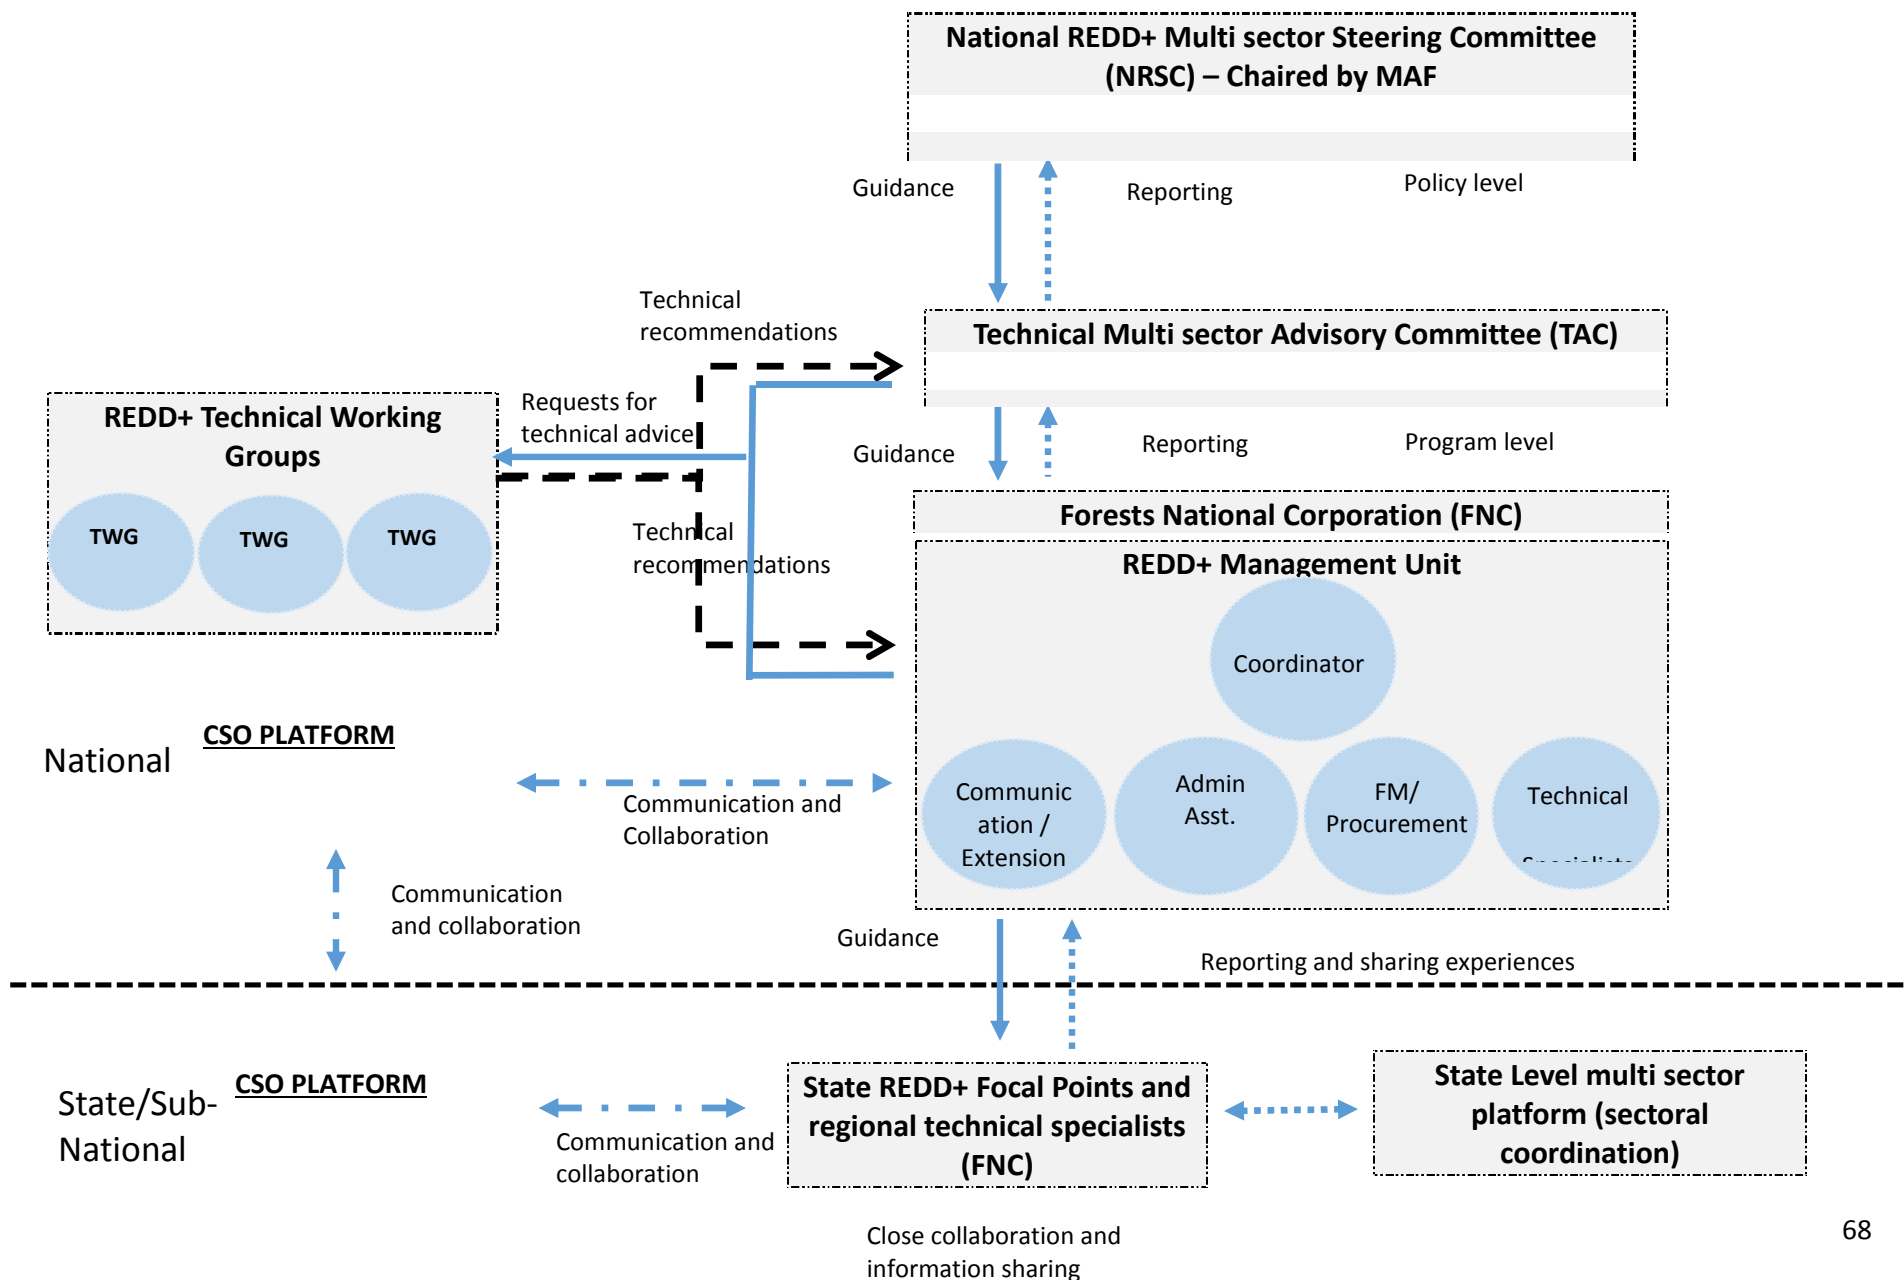 National REDD+ Multi sector Steering Committee
(NRSC) – Chaired by MAF
Guidance
Reporting
Policy level
Technical
recommendations
Technical Multi sector Advisory Committee (TAC)
REDD+ Technical Working
Groups
TWG
TWG
TWG
Requests for
technical advice
Guidance
Reporting
Program level
Technical
recommendations
Forests National Corporation (FNC)
REDD+ Management Unit
Coordinator
Communic
ation /
Extension
Admin
Asst.
FM/
Procurement
Technical
Specialists
National
CSO PLATFORM
Communication and
Collaboration
Communication
and collaboration
Guidance
Reporting and sharing experiences
State/Sub-
National
CSO PLATFORM
Communication and
collaboration
State REDD+ Focal Points and
regional technical specialists
(FNC)
State Level multi sector
platform (sectoral
coordination)
Close collaboration and
information sharing
68